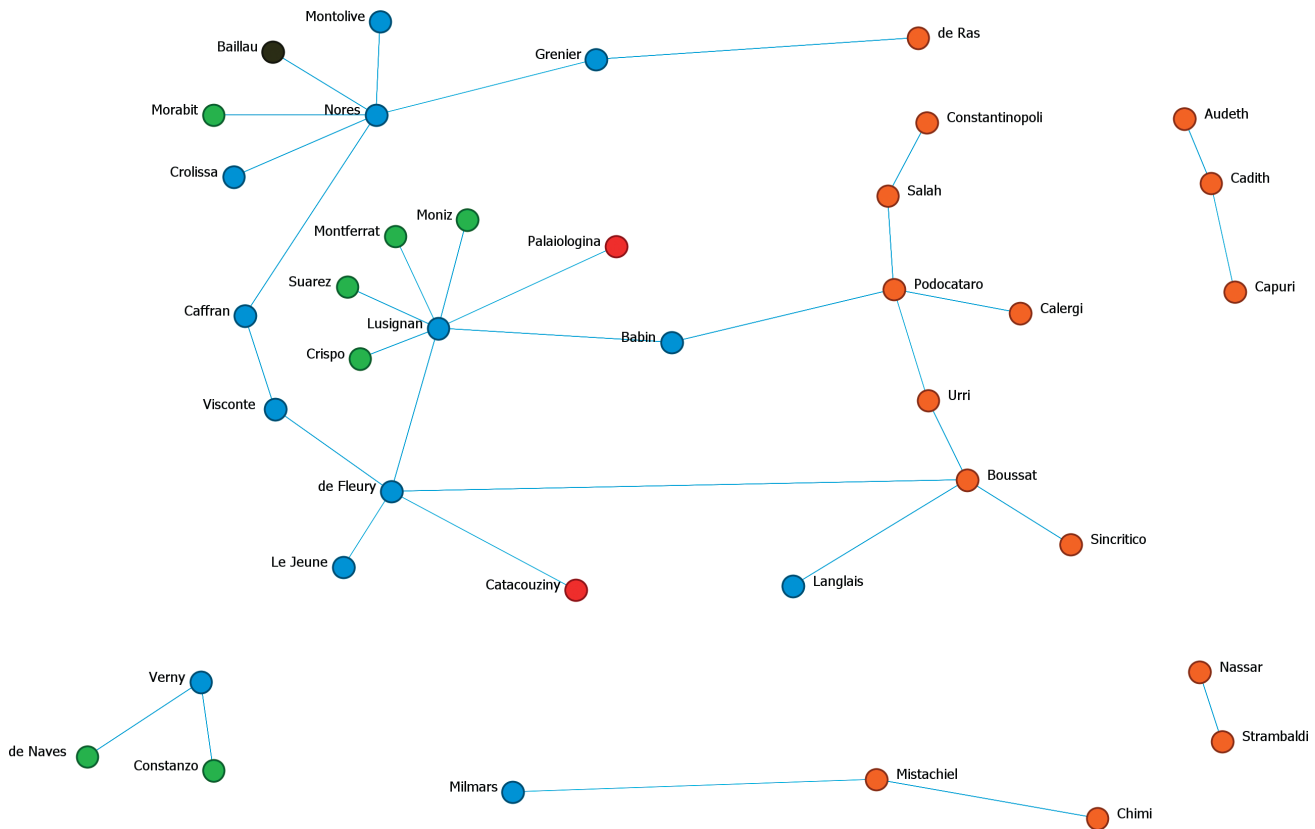 Montolive
Baillau
Grenier
de Ras
Morabit
Nores
Constantinopoli
Audeth
Crolissa
Salah
Cadith
Moniz
Montferrat
Palaiologina
Suarez
Podocataro
Capuri
Caffran
Lusignan
Calergi
Babin
Crispo
Visconte
Urri
de Fleury
Boussat
Sincritico
Le Jeune
Catacouziny
Langlais
Verny
Nassar
de Naves
Constanzo
Strambaldi
Milmars
Mistachiel
Chimi